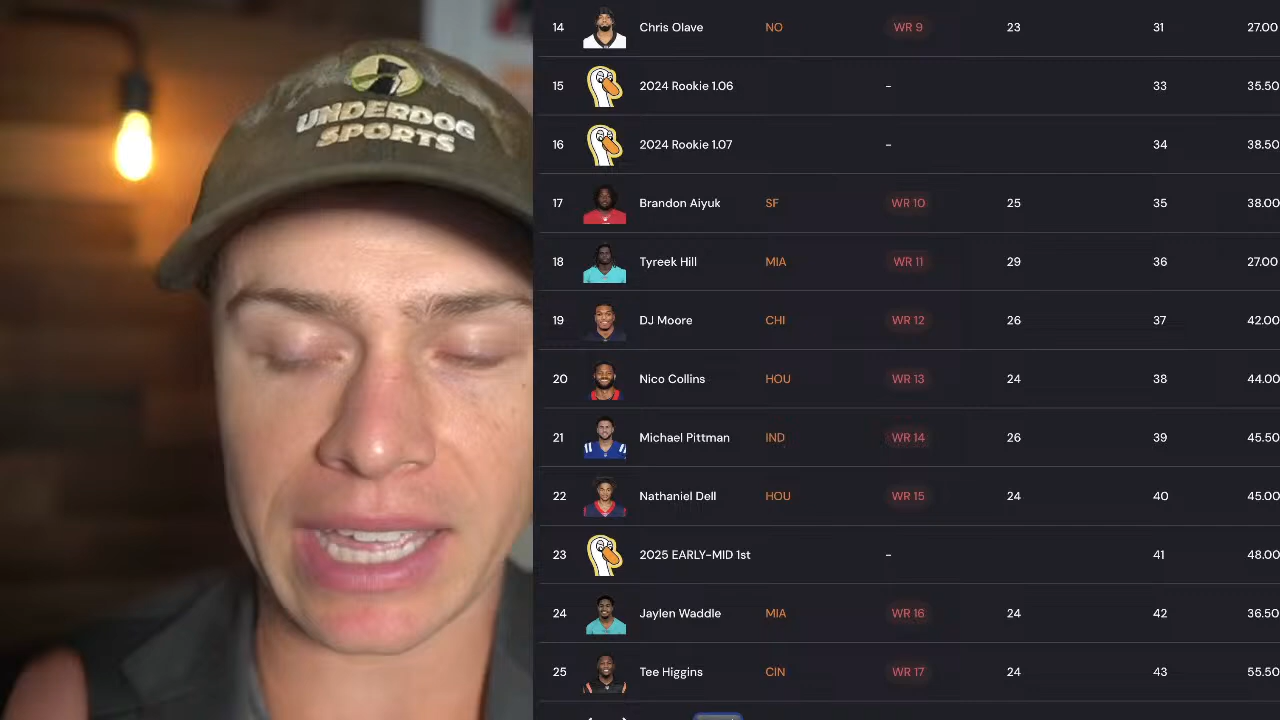 UNDERDOG
SPORTS
14 Chris Olave NO WR 9 23 31 27.00
15 2024 Rookie 1.06 - 33 35.50
16 2024 Rookie 1.07 - 34 38.50
17 Brandon Aiyuk SF WR 10 25 35 38.00
18 Tyreek Hill MIA WR 11 29 36 27.00
19 DJ Moore CHI WR 12 26 37 42.00
20 Nico Collins HOU WR 13 24 38 44.00
21 Michael Pittman IND WR 14 26 39 45.50
22 Nathaniel Dell HOU WR 15 24 40 45.00
23 2025 EARLY-MID 1st - 41 48.00
24 Jaylen Waddle MIA WR 16 24 42 36.50
25 Tee Higgins CIN WR 17 24 43 55.50